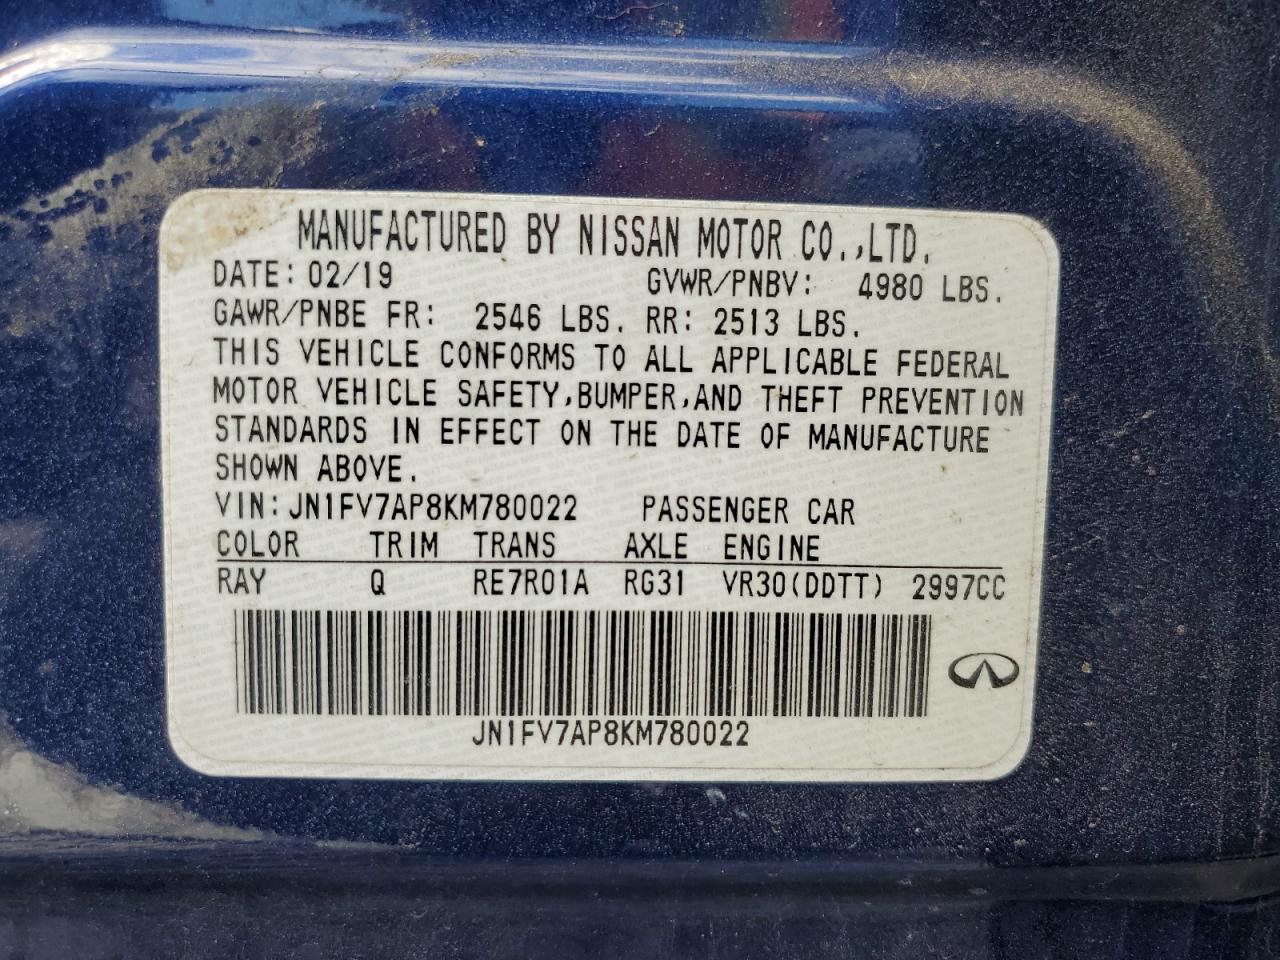 MANUFACTURED BY NISSAN MOTOR CO.,LTD.
DATE: 02/19 GVWR/PNBV: 4980 LBS.
GAWR/PNBE FR: 2546 LBS. RR: 2513 LBS.
THIS VEHICLE CONFORMS TO ALL APPLICABLE FEDERAL
MOTOR VEHICLE SAFETY,BUMPER,AND THEFT PREVENTION
STANDARDS IN EFFECT ON THE DATE OF MANUFACTURE
SHOWN ABOVE.
VIN: JN1FV7AP8KM780022 PASSENGER CAR
COLOR TRIM TRANS AXLE ENGINE
RAY Q RE7R01A RG31 VR30(DDTT) 2997CC
JN1FV7AP8KM780022